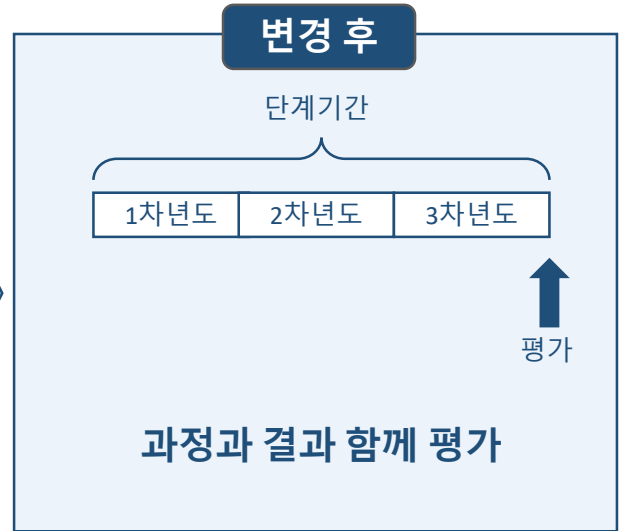 변경 후
단계기간
1차년도 2차년도 3차년도
평가
과정과 결과 함께 평가